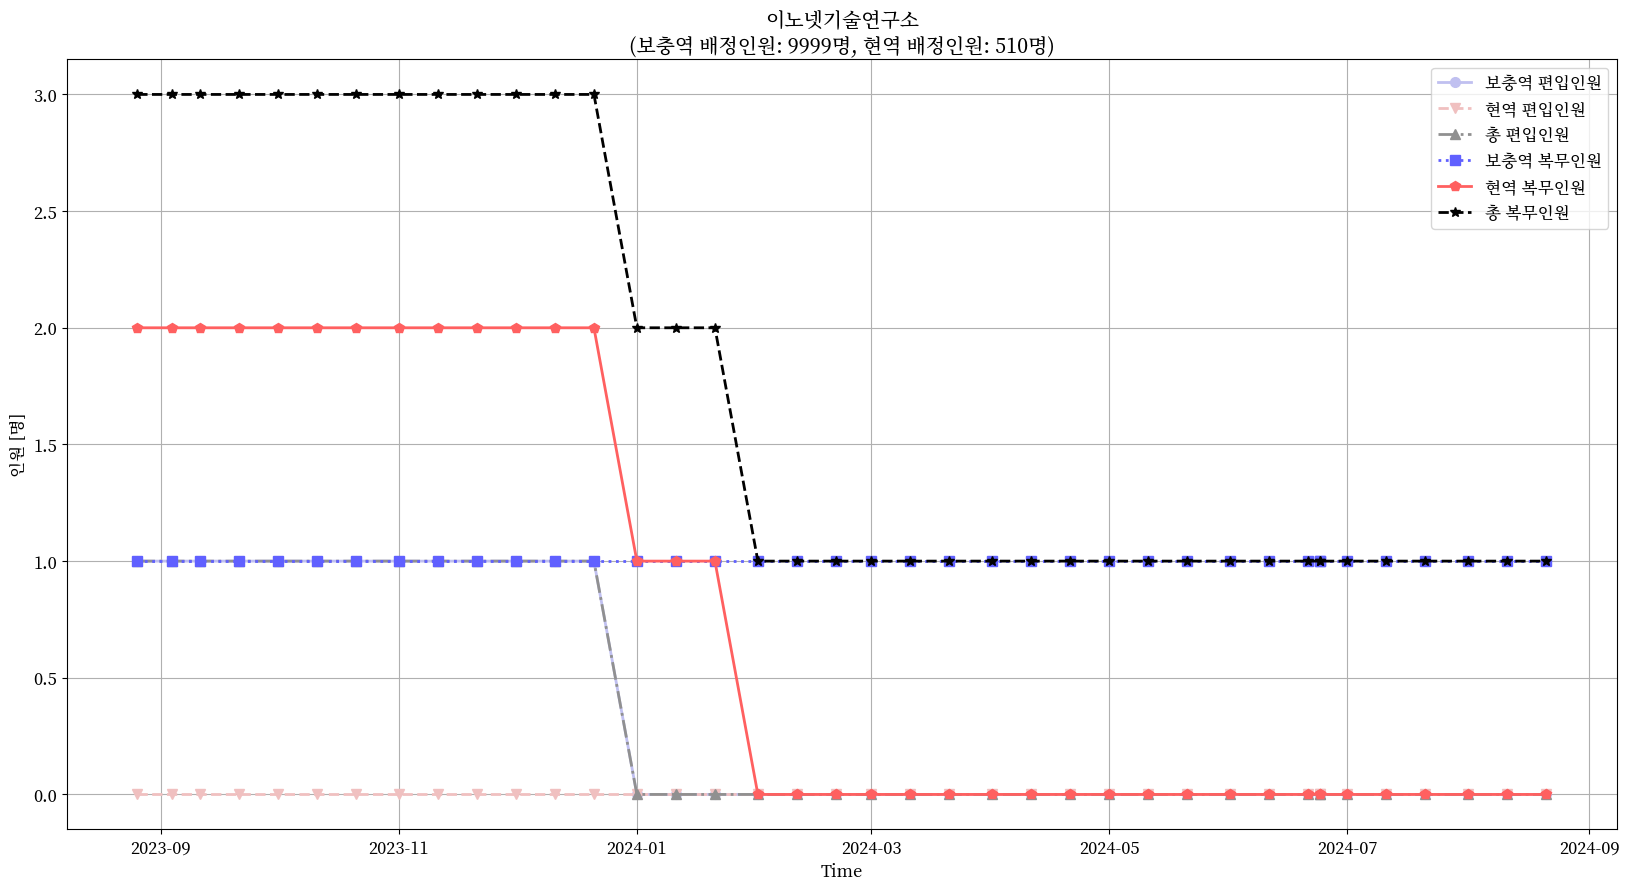 이노넷기술연구소
(보충역 배정인원: 9999명, 현역 배정인원: 510명)
보충역 편입인원
현역 편입인원
총 편입인원
보충역 복무인원
현역 복무인원
총 복무인원
인원 [명]
3.0
2.5
2.0
1.5
1.0
0.5
0.0
2023-09
2023-11
2024-01
2024-03
2024-05
2024-07
2024-09
Time